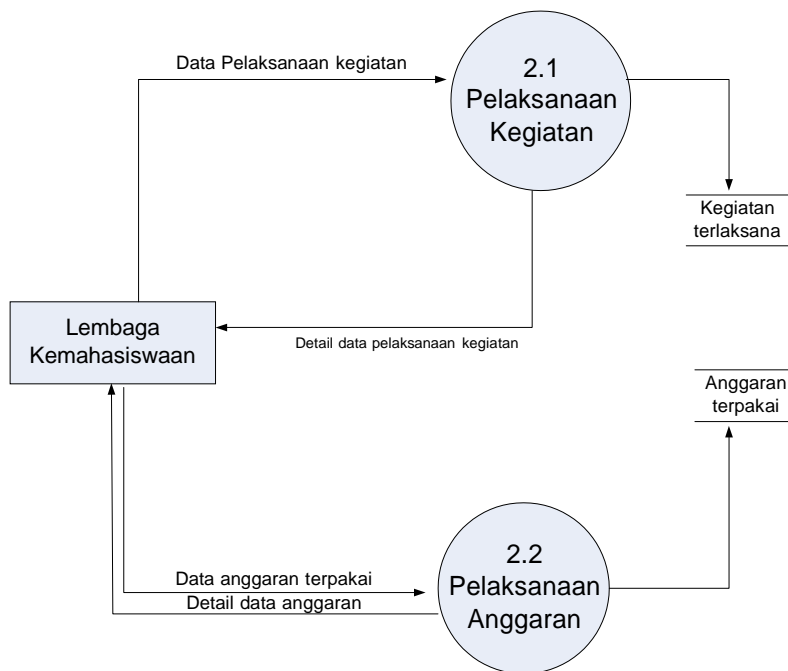 Data Pelaksanaan kegiatan
2.1
Pelaksanaan
Kegiatan
Kegiatan
terlaksana
Lembaga
Kemahasiswaan
Detail data pelaksanaan kegiatan
Anggaran
terpakai
Data anggaran terpakai
Detail data anggaran
2.2
Pelaksanaan
Anggaran